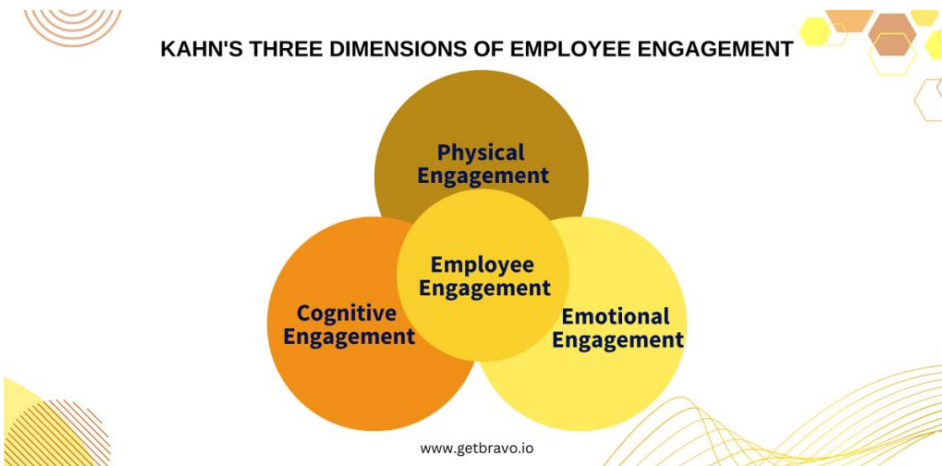 KAHN'S THREE DIMENSIONS OF EMPLOYEE ENGAGEMENT
Physical
Engagement
Employee
Engagement
Cognitive
Engagement
Emotional
Engagement
www.getbravo.io